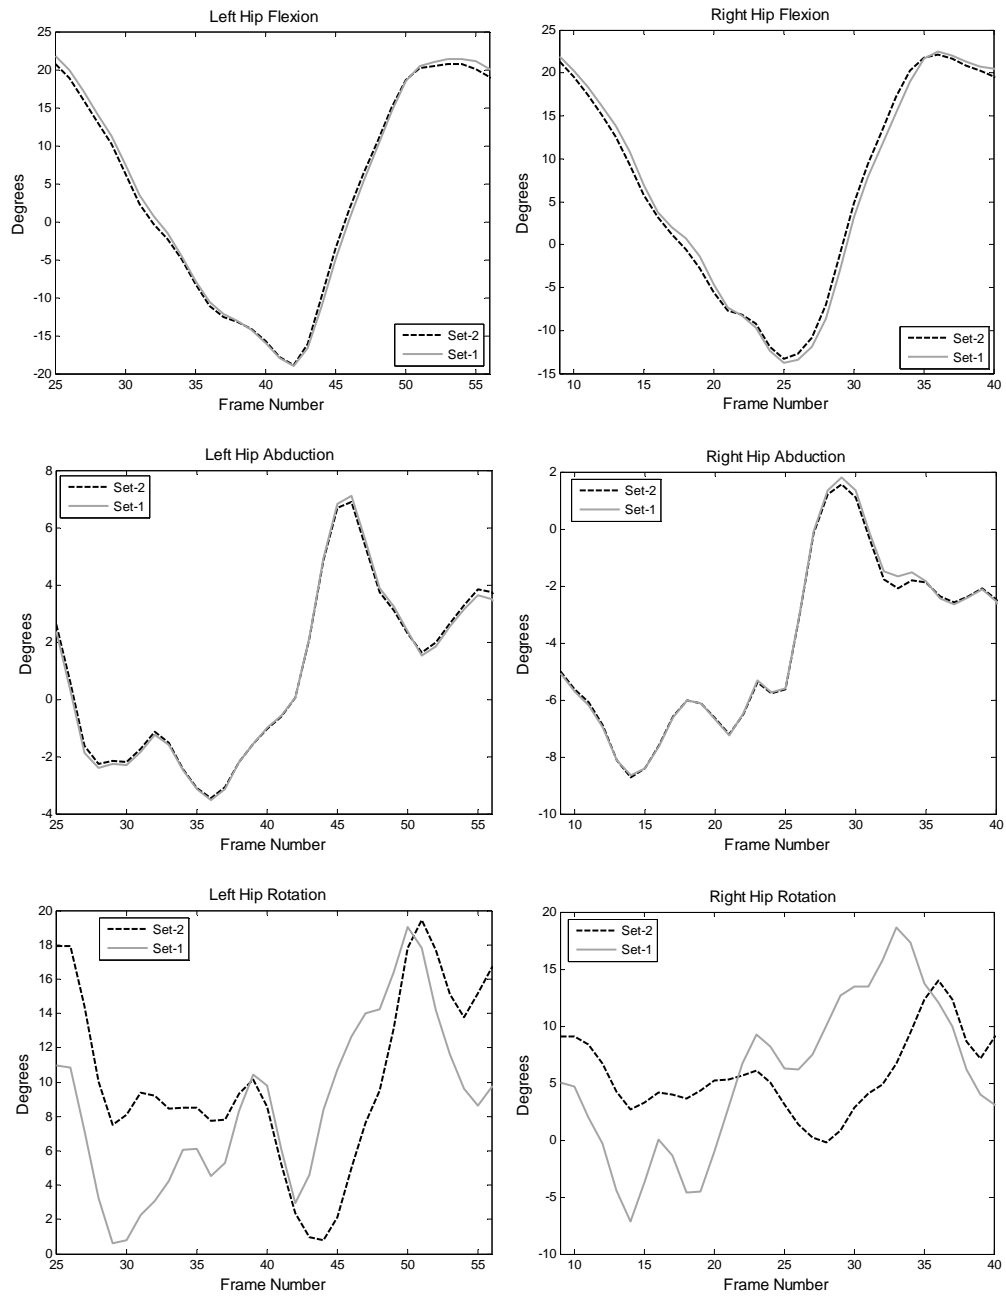 Left Hip Flexion
25
20
15
10
5
0
-5
-10
-15
-20
Degrees
Set-2
Set-1
25 30 35 40 45 50 55
Frame Number
Right Hip Flexion
25
20
15
10
5
0
-5
-10
-15
Degrees
Set-2
Set-1
10 15 20 25 30 35 40
Frame Number
Left Hip Abduction
8
6
4
2
0
-2
-4
Degrees
Set-2
Set-1
25 30 35 40 45 50 55
Frame Number
Right Hip Abduction
2
0
-2
-4
-6
-8
-10
Degrees
Set-2
Set-1
10 15 20 25 30 35 40
Frame Number
Left Hip Rotation
20
18
16
14
12
10
8
6
4
2
0
Degrees
Set-2
Set-1
25 30 35 40 45 50 55
Frame Number
Right Hip Rotation
20
15
10
5
0
-5
-10
Degrees
Set-2
Set-1
10 15 20 25 30 35 40
Frame Number